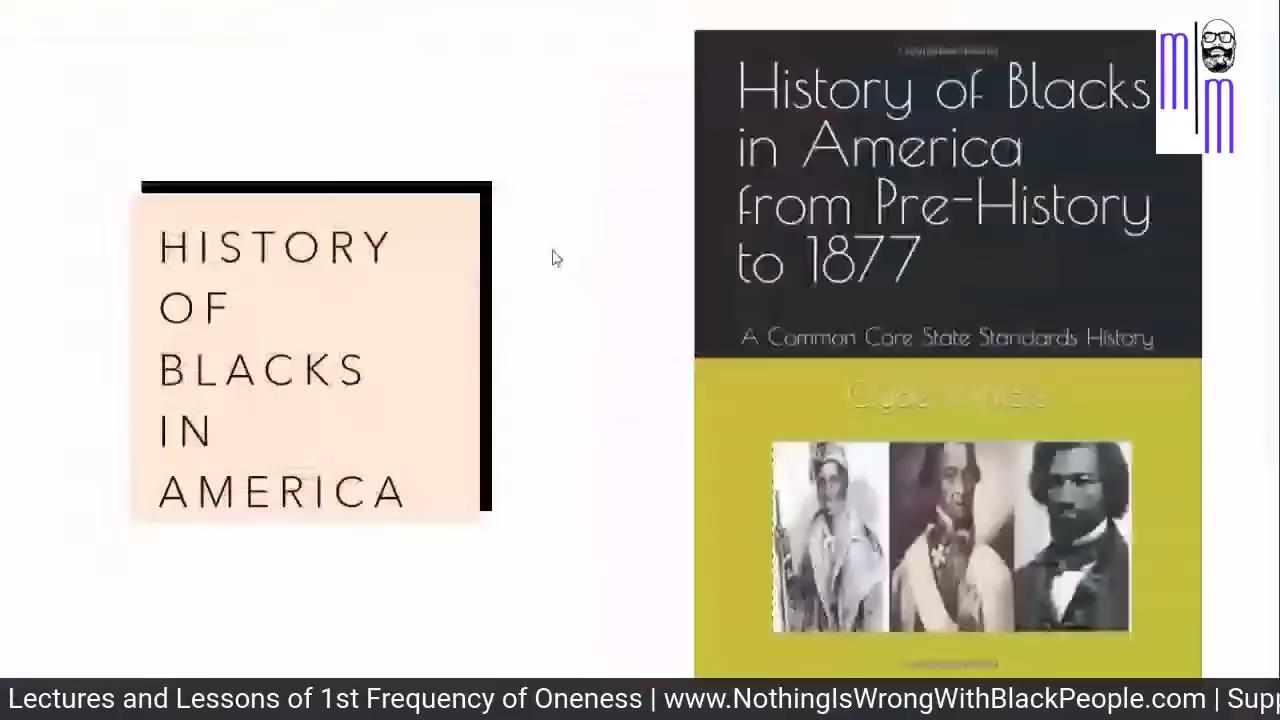 HISTORY
OF
BLACKS
IN
AMERICA
History of Blacks
in America
from Pre-History
to 1877
A Common Core State Standards History
m
m
Lectures and Lessons of 1st Frequency of Oneness | www.NothingIsWrongWithBlackPeople.com | Supp